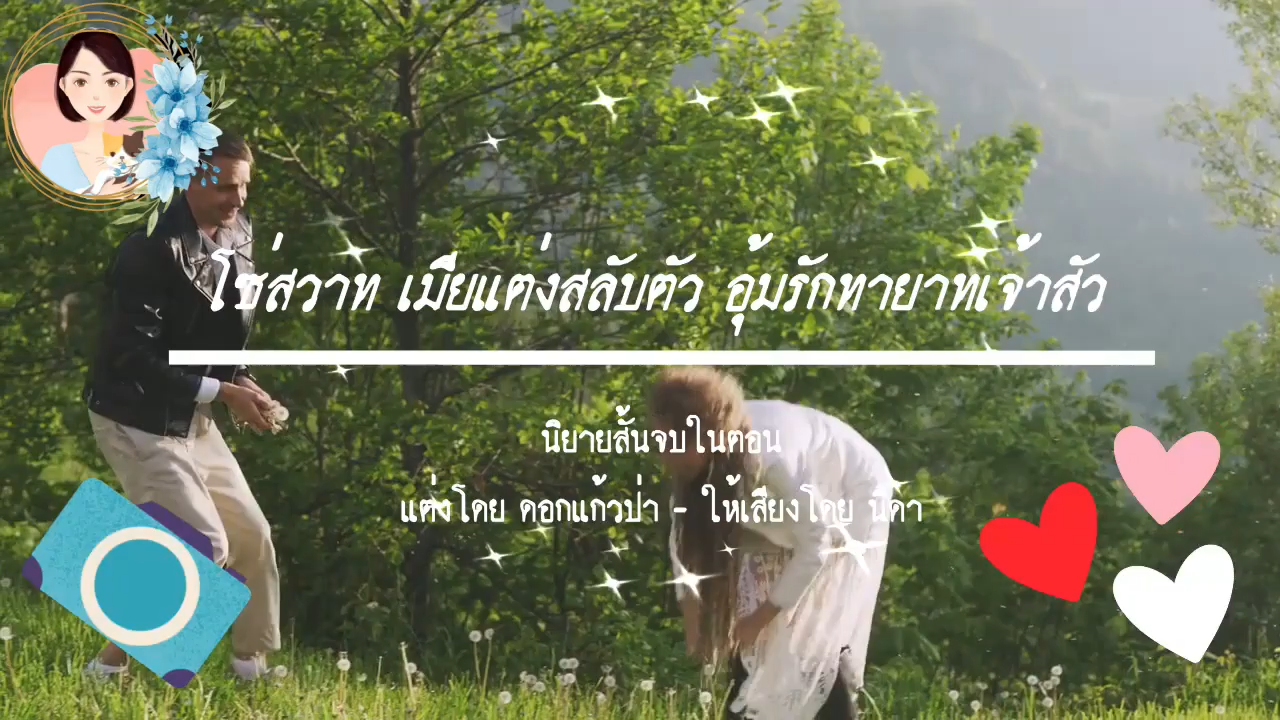 โซ่สวาท เมียแต่งสลับตัว อุ้มรักทายาทเจ้าสัว
นิยายสั้นจบในตอน
แต่งโดย ดอกแก้วป่า - ให้เสียงโดย นิดา